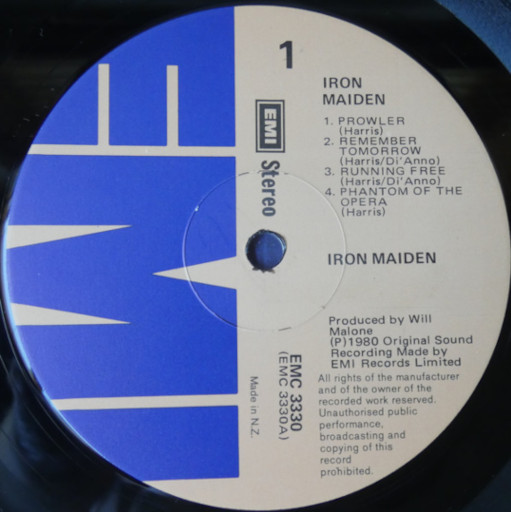 1
IRON
MAIDEN
1. PROWLER
(Harris)
2. REMEMBER
TOMORROW
(Harris/Di'Anno)
3. RUNNING FREE
(Harris/Di'Anno)
4. PHANTOM OF THE
OPERA
(Harris)
IRON MAIDEN
EMI
Stereo
EMC 3330
(EMC 3330A)
Made in N.Z.
Produced by Will
Malone
(P)1980 Original Sound
Recording Made by
EMI Records Limited
All rights of the manufacturer
and of the owner of the
recorded work reserved.
Unauthorised public
performance,
broadcasting and
copying of this
record
prohibited.
EMI